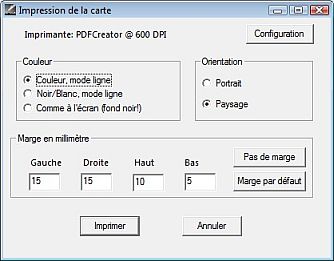 Impression de la carte
Imprimante: PDFCreator @ 600 DPI
Configuration
Couleur
Couleur, mode ligne
Noir/Blanc, mode ligne
Comme à l'écran (fond noir!)
Orientation
Portrait
Paysage
Marge en millimètre
Gauche Droite Haut Bas
15 15 10 5
Pas de marge
Marge par défaut
Imprimer Annuler